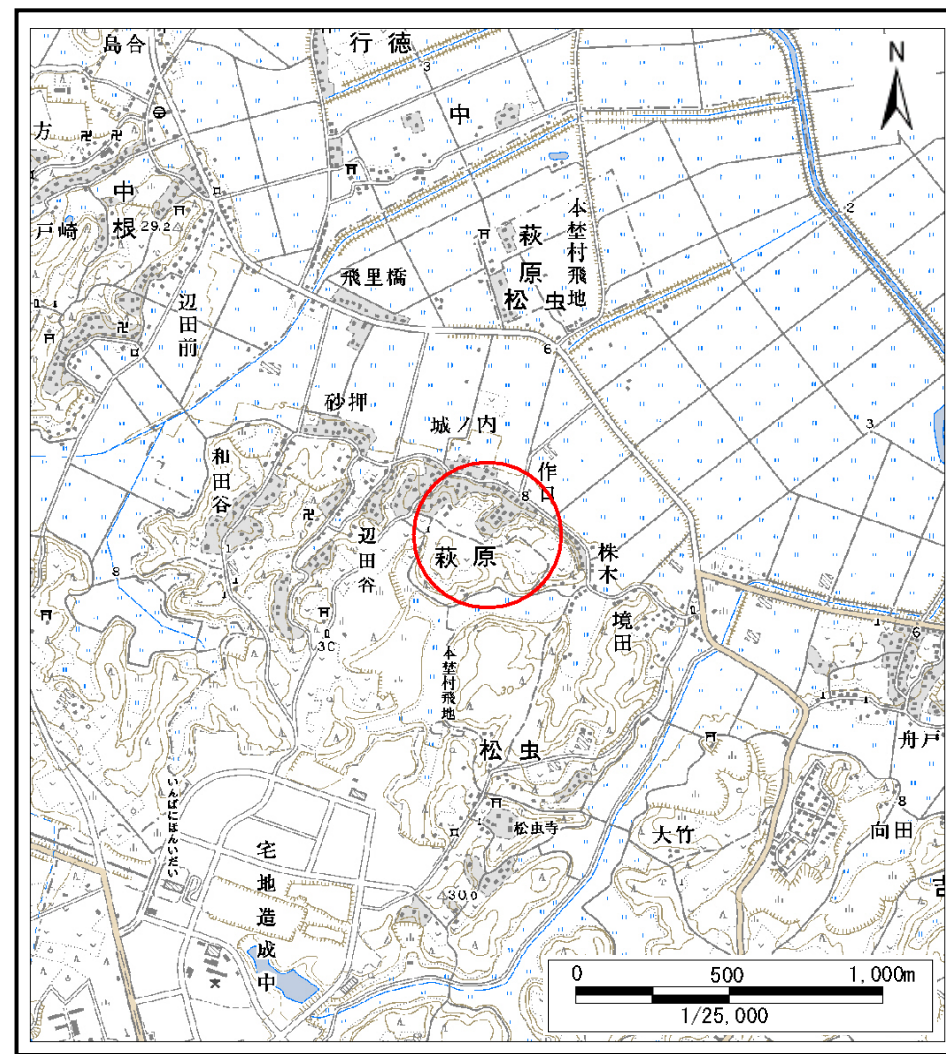 島合
行徳
3
中
N
方
中根
29.2
戸崎
辺田前
飛里橋
萩原
松虫
本埜村飛地
2
6
3
砂押
城ノ内
和田谷
作田
8
辺田谷
萩原
株木
境田
8
30
本埜村飛地
6
舟戸
松虫
松虫寺
大竹
8
向田
いんばにほんいだい
宅地造成中
30.0
吉
0 500 1,000m
1/25,000